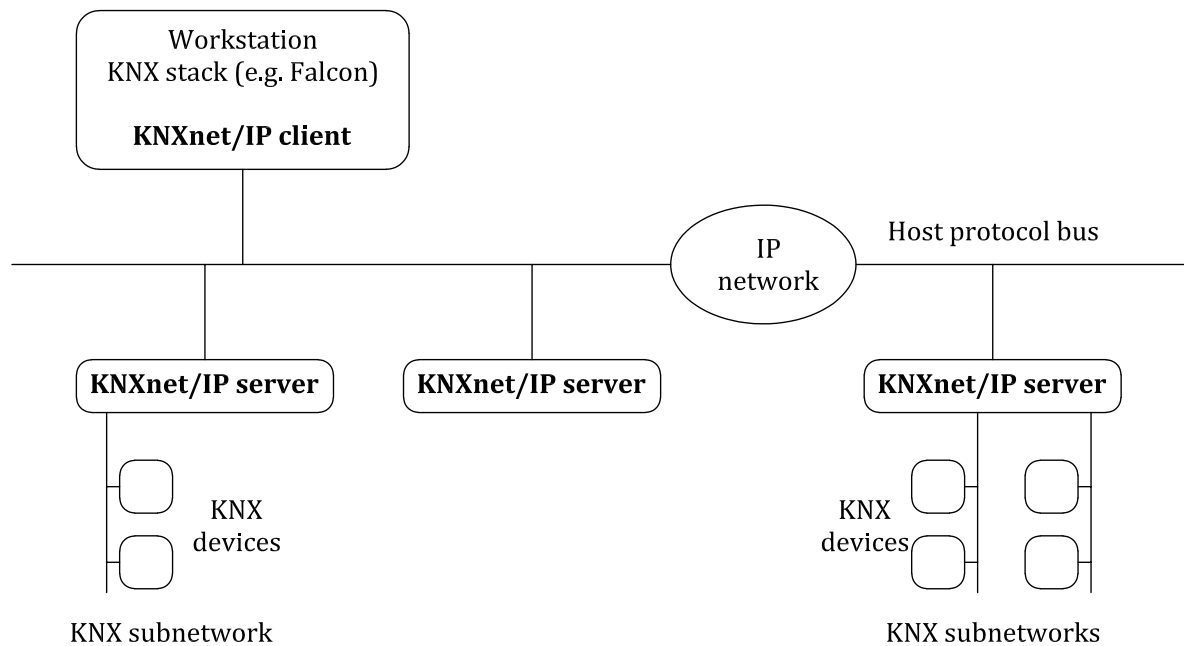 Workstation
KNX stack (e.g. Falcon)
KNXnet/IP client
IP
network
Host protocol bus
KNXnet/IP server
KNXnet/IP server
KNXnet/IP server
KNX
devices
KNX
devices
KNX subnetwork
KNX subnetworks